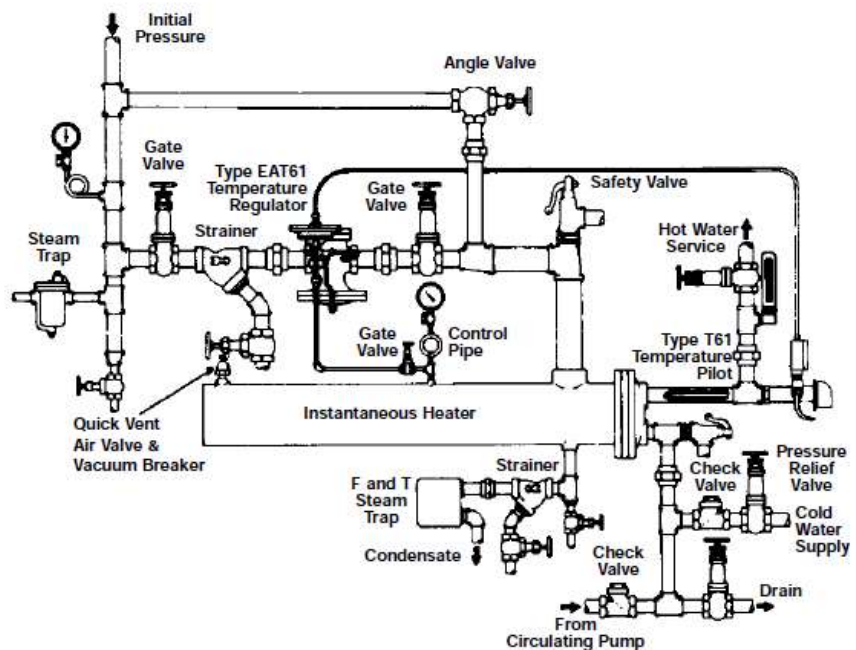 Initial
Pressure
Angle Valve
Gate
Valve
Type EAT61
Temperature
Regulator
Gate
Valve
Safety Valve
Strainer
Hot Water
Service
Steam
Trap
Gate
Valve
Control
Pipe
Type T61
Temperature
Pilot
Instantaneous Heater
Quick Vent
Air Valve &
Vacuum Breaker
F and T
Steam
Trap
Strainer
Check
Valve
Pressure
Relief
Valve
Cold
Water
Supply
Condensate
Check
Valve
Drain
From
Circulating Pump